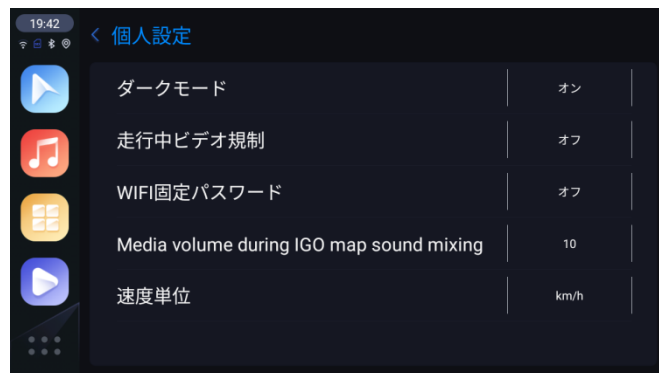 19:42
個人設定
ダークモード オン
走行中ビデオ規制 オフ
WIFI固定パスワード オフ
Media volume during IGO map sound mixing 10
速度単位 km/h